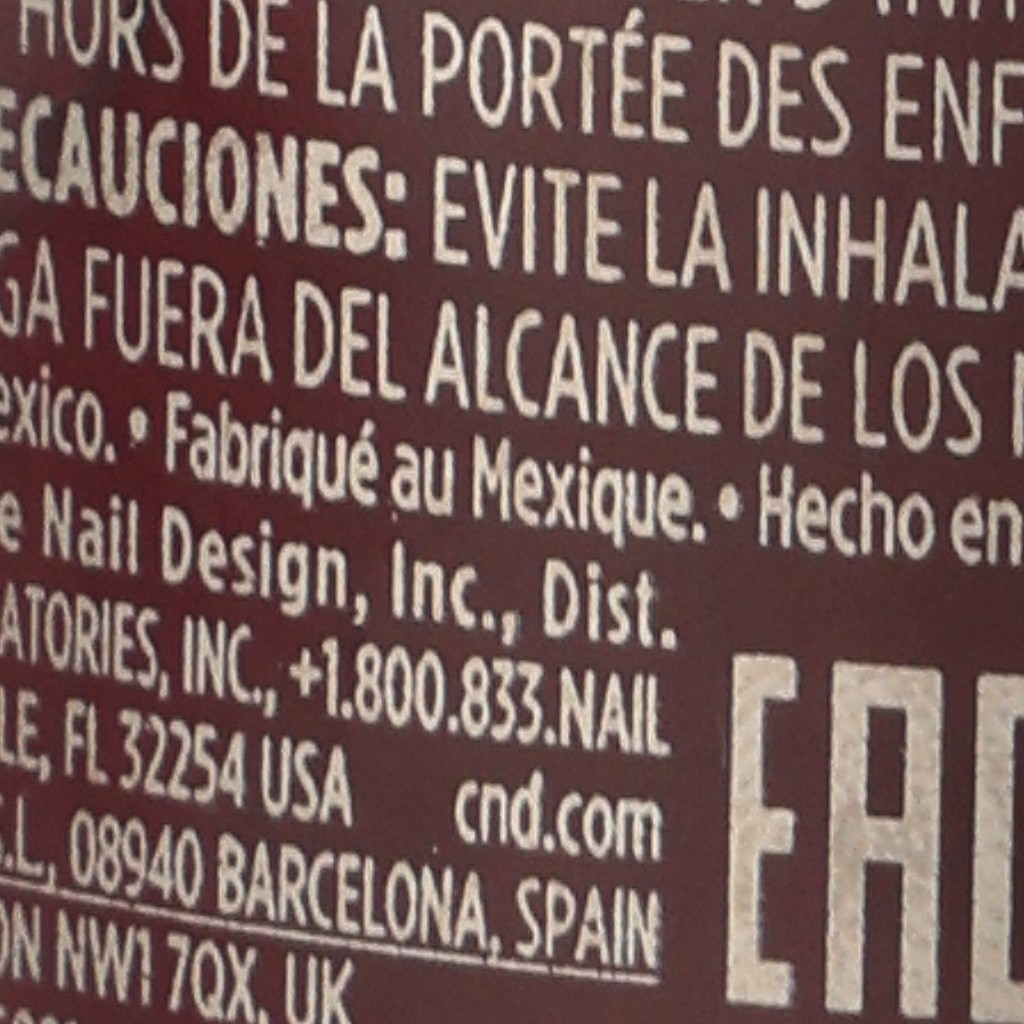 HORS DE LA PORTÉE DES ENF
ECAUCIONES: EVITE LA INHALA
GA FUERA DEL ALCANCE DE LOS
exico. • Fabriqué au Mexique. • Hecho en
e Nail Design, Inc., Dist.
ATORIES, INC., +1.800.833.NAIL
LE, FL 32254 USA cnd.com
S.L., 08940 BARCELONA, SPAIN
ON NW1 7QX, UK
EAC